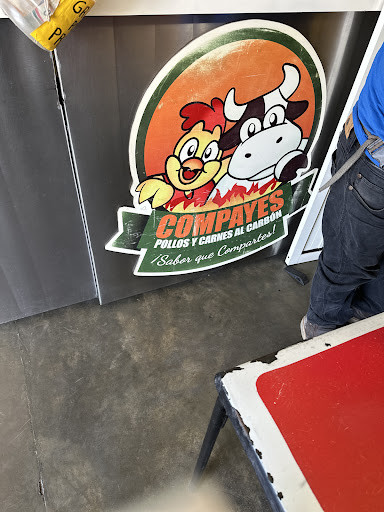 COMPAYES
POLLOS Y CARNES AL CARBÓN
¡Sabor que Compartes!